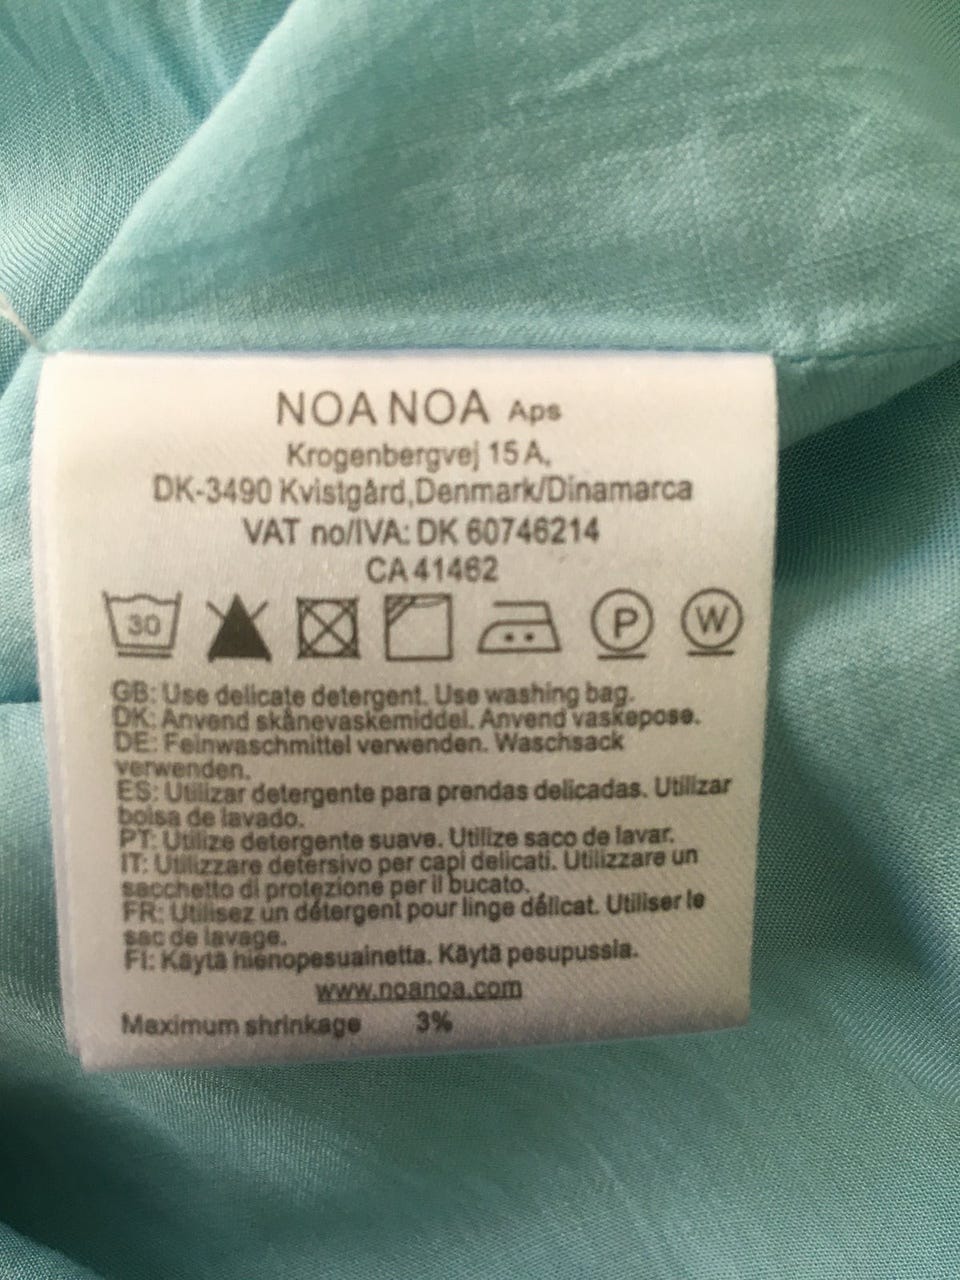 NOA NOA Aps
Krogenbergvej 15 A,
DK-3490 Kvistgård,Denmark/Dinamarca
VAT no/IVA: DK 60746214
CA 41462
30 P W
GB: Use delicate detergent. Use washing bag.
DK: Anvend skånevaskemiddel. Anvend vaskepose.
DE: Feinwaschmittel verwenden. Waschsack
verwenden.
ES: Utilizar detergente para prendas delicadas. Utilizar
bolsa de lavado.
PT: Utilize detergente suave. Utilize saco de lavar.
IT: Utilizzare detersivo per capi delicati. Utilizzare un
sacchetto di protezione per il bucato.
FR: Utilisez un détergent pour linge délicat. Utiliser le
sac de lavage.
FI: Käytä hienopesuainetta. Käytä pesupussia.
www.noanoa.com
Maximum shrinkage 3%